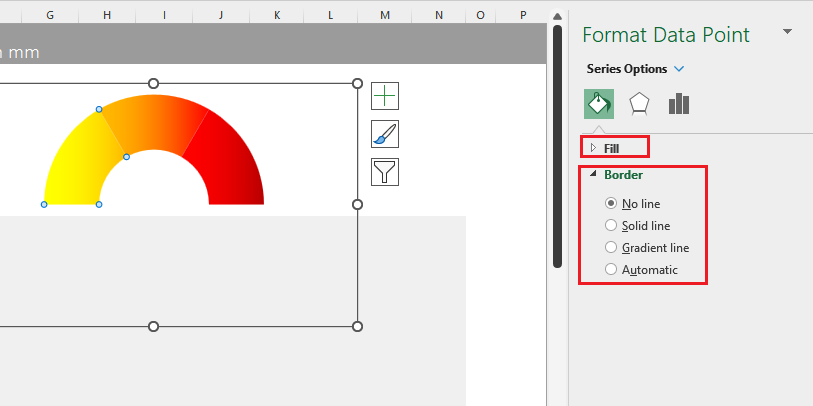 G H I J K L M N O P
mm
Format Data Point
Series Options
Fill
Border
No line
Solid line
Gradient line
Automatic